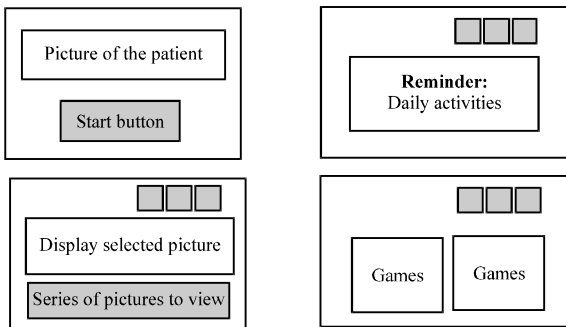 Picture of the patient
Start button
Reminder:
Daily activities
Display selected picture
Series of pictures to view
Games
Games